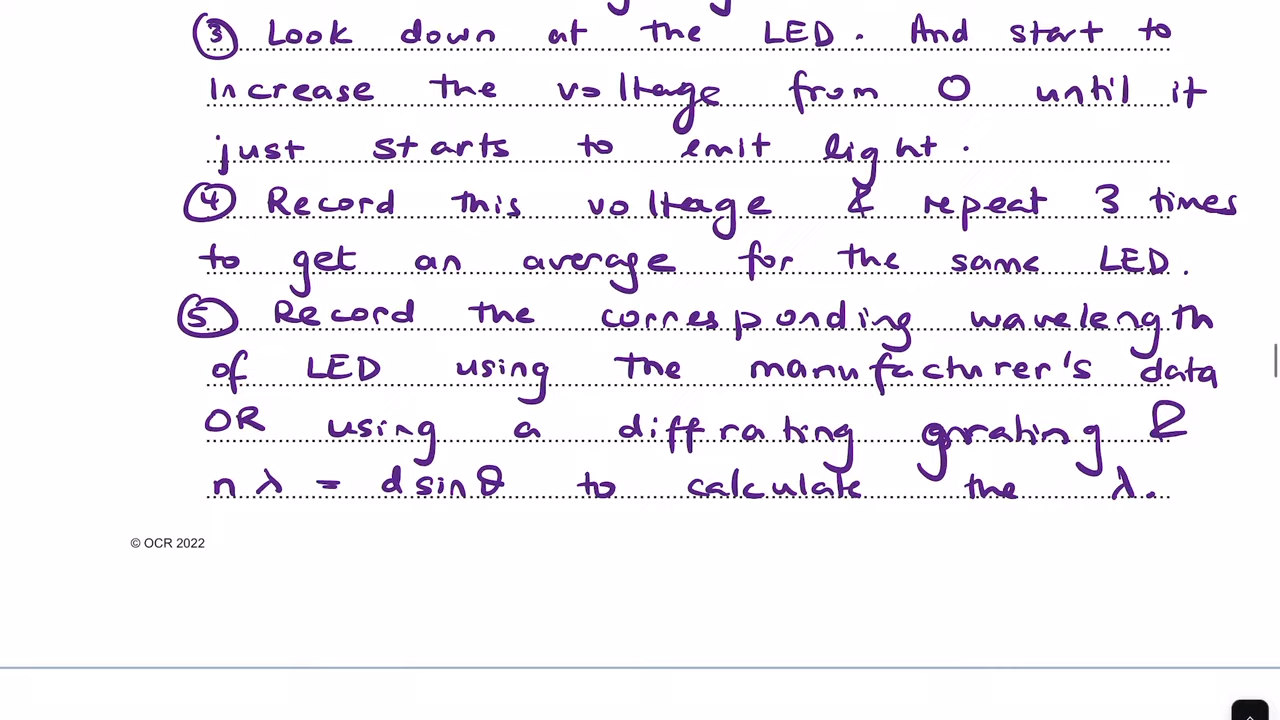 ③ Look down at the LED. And start to
increase the voltage from 0 until it
just starts to emit light.
④ Record this voltage & repeat 3 times
to get an average for the same LED.
⑤ Record the corresponding wavelength
of LED using the manufacturer's data
OR using a diffrating grating &
nλ = dsinθ to calculate the λ.
© OCR 2022